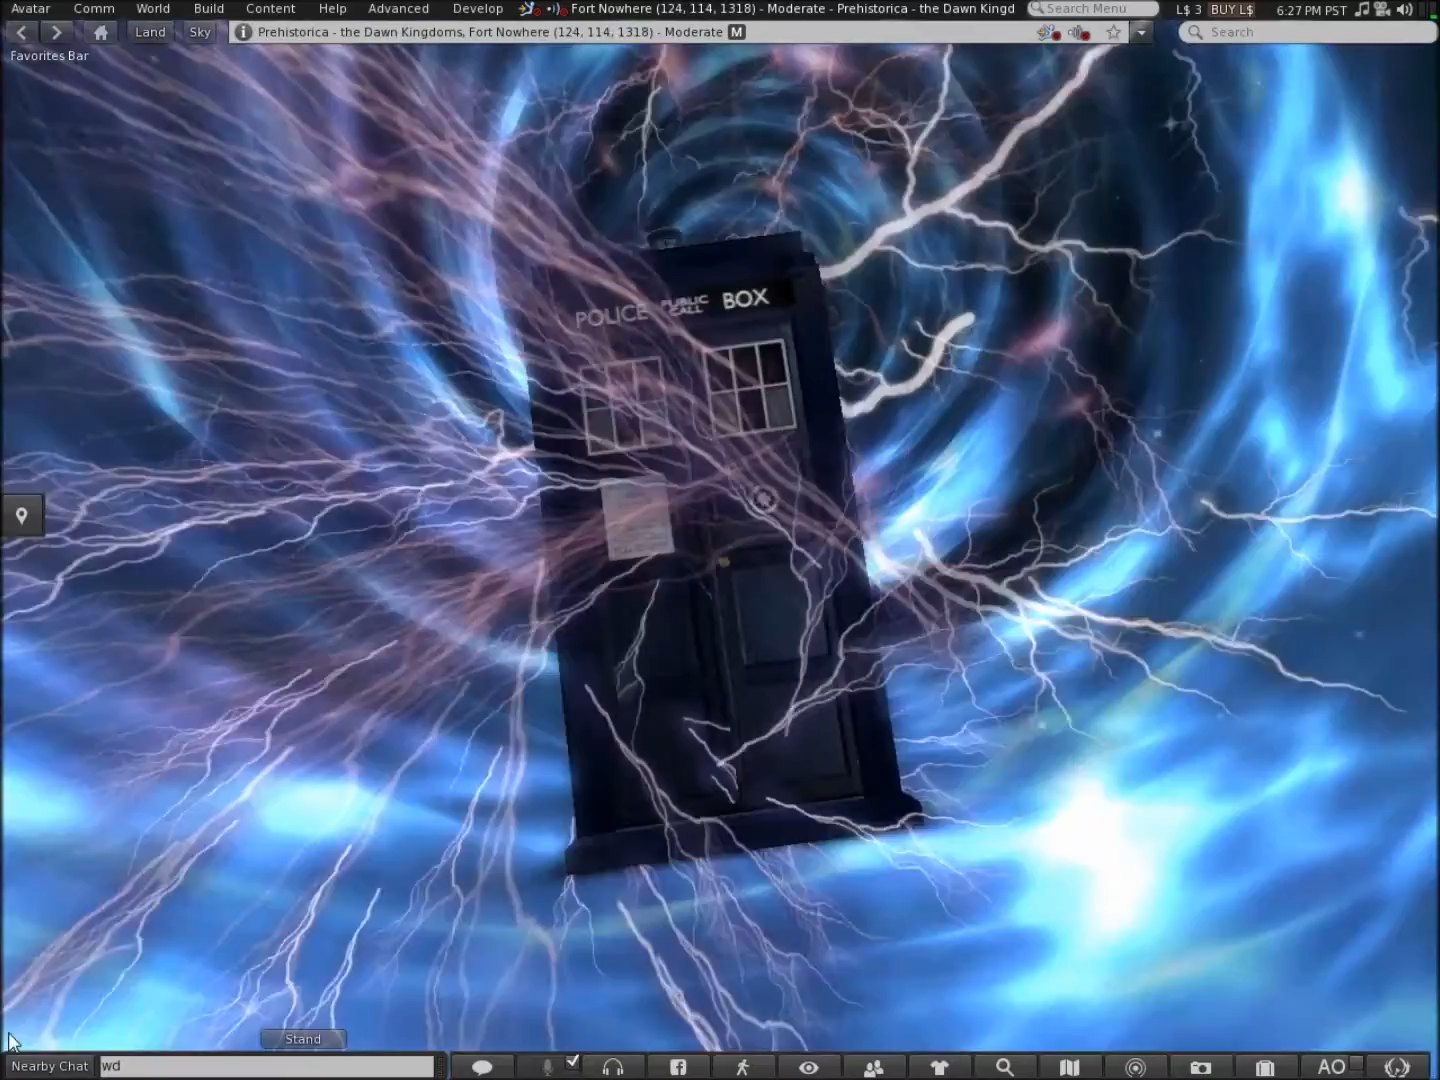 Avatar Comm World Build Content Help Advanced Develop Fort Nowhere (124, 114, 1318) - Moderate - Prehistorica - the Dawn Kingd Search Menu L$ 3 BUY L$ 6:27 PM PST
Land Sky Prehistorica - the Dawn Kingdoms, Fort Nowhere (124, 114, 1318) - Moderate M Search
Favorites Bar
POLICE PUBLIC CALL BOX
Stand
Nearby Chat wd AO